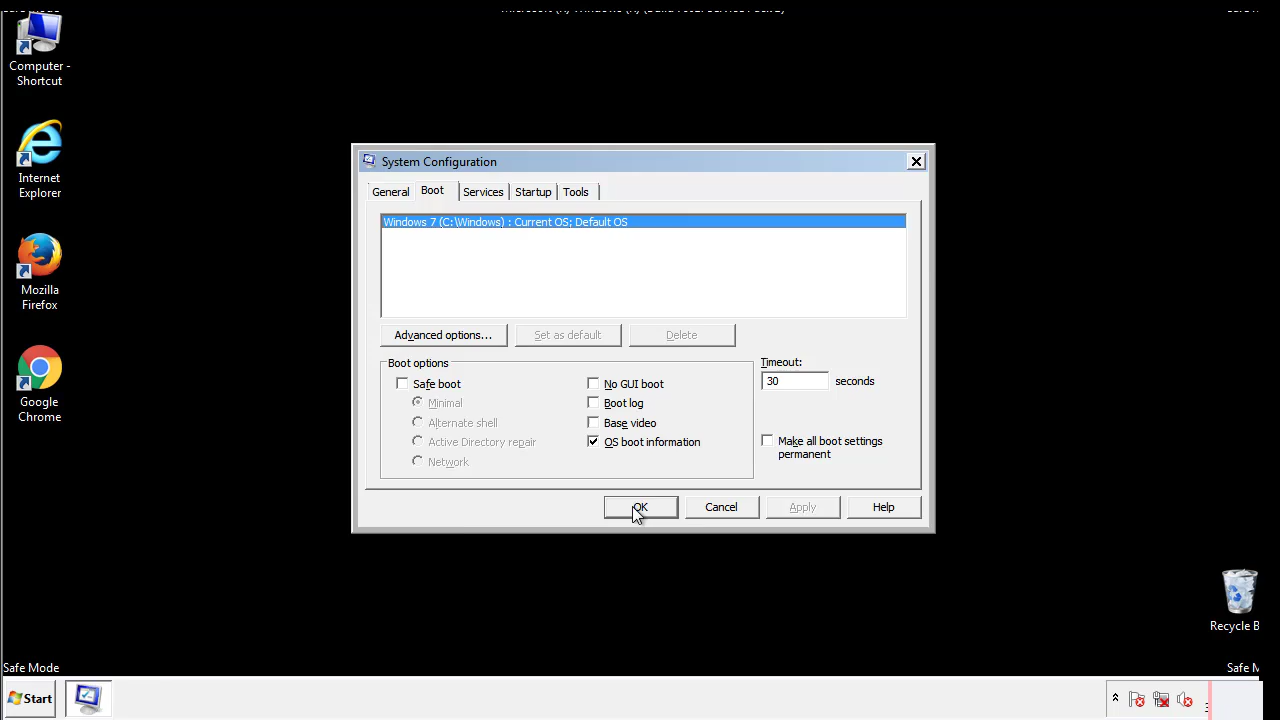 Computer -
Shortcut
Internet
Explorer
Mozilla
Firefox
Google
Chrome
System Configuration
General
Boot
Services
Startup
Tools
Windows 7 (C:\Windows) : Current OS; Default OS
Advanced options...
Set as default
Delete
Boot options
Safe boot
Minimal
Alternate shell
Active Directory repair
Network
No GUI boot
Boot log
Base video
OS boot information
Timeout:
30 seconds
Make all boot settings
permanent
OK
Cancel
Apply
Help
Recycle B
Safe Mode
Safe M
Start